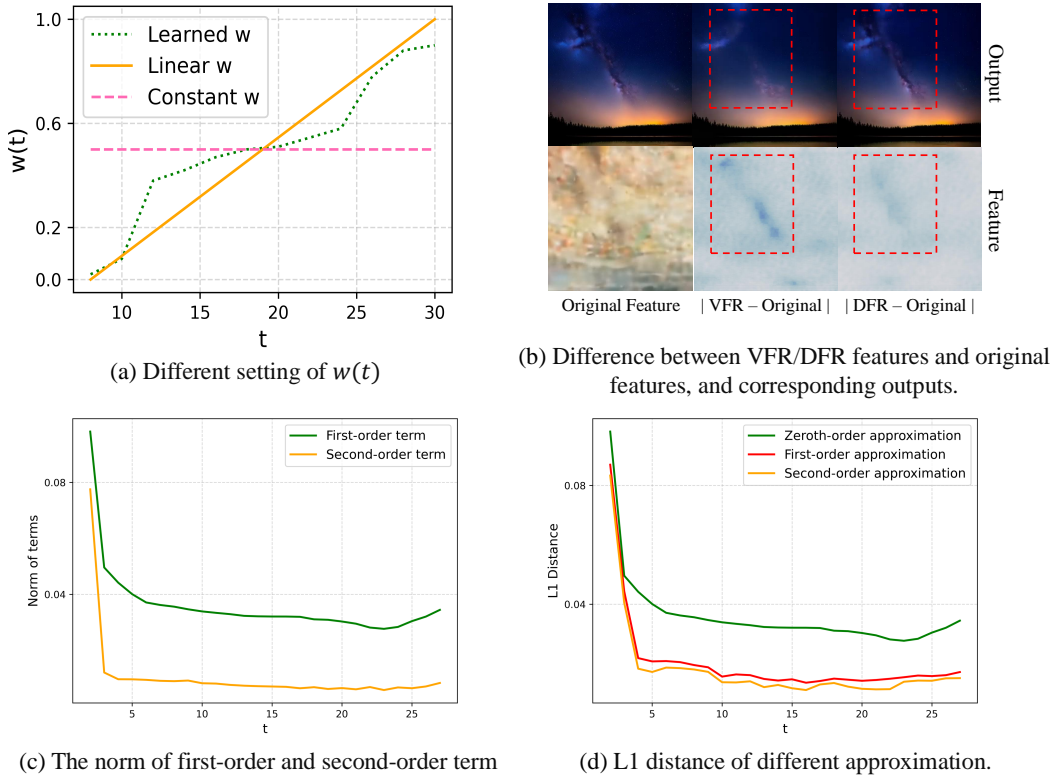 1.0
0.6
0.2
0.0
w(t)
Learned w
Linear w
Constant w
10
15
20
25
30
t
(a) Different setting of w(t)
Output
Feature
Original Feature
| VFR – Original |
| DFR – Original |
(b) Difference between VFR/DFR features and original
features, and corresponding outputs.
First-order term
Second-order term
0.08
0.04
Norm of terms
5
10
15
20
25
t
(c) The norm of first-order and second-order term
Zeroth-order approximation
First-order approximation
Second-order approximation
0.08
0.04
L1 Distance
5
10
15
20
25
t
(d) L1 distance of different approximation.